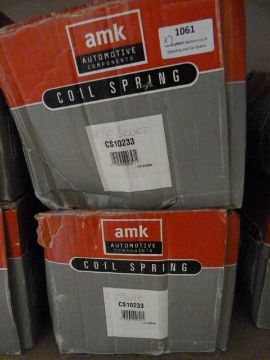 amk
AUTOMOTIVE
COMPONENTS
COIL SPRING
1061
CS10233
amk
AUTOMOTIVE
COMPONENTS
COIL SPRING
CS10233